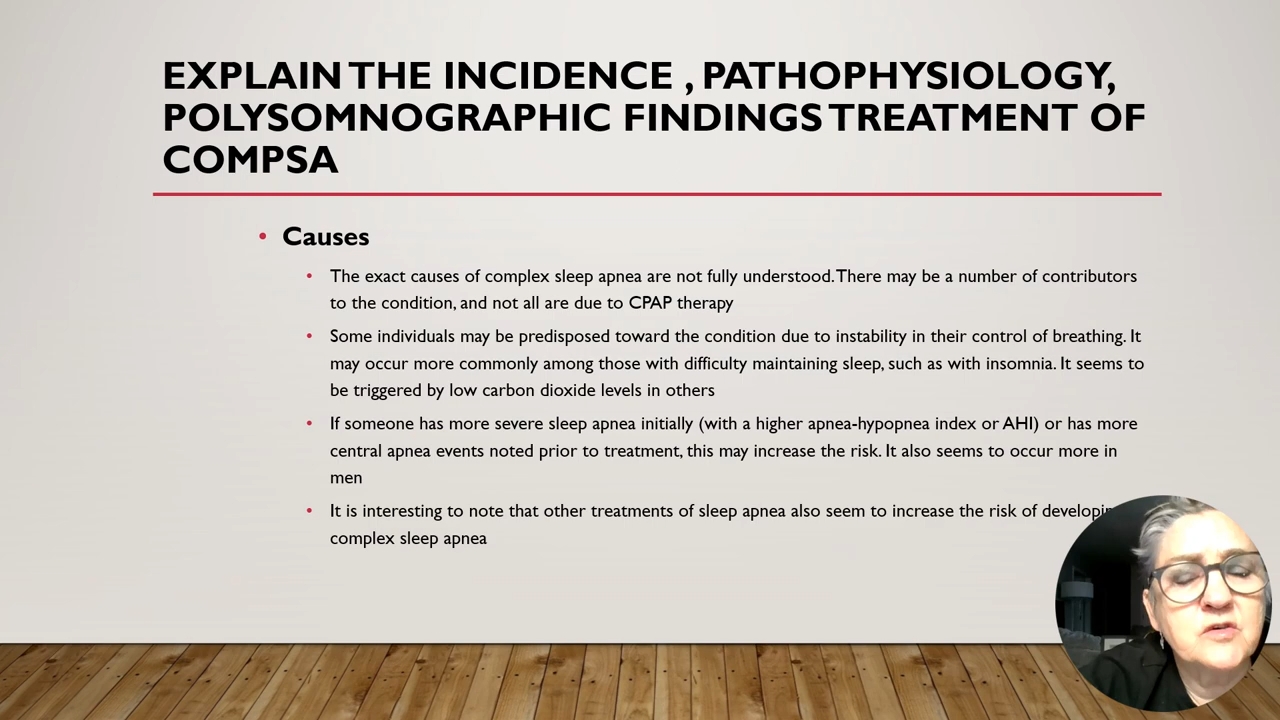 EXPLAIN THE INCIDENCE , PATHOPHYSIOLOGY,
POLYSOMNOGRAPHIC FINDINGS TREATMENT OF
COMPSA
• Causes
• The exact causes of complex sleep apnea are not fully understood. There may be a number of contributors
to the condition, and not all are due to CPAP therapy
• Some individuals may be predisposed toward the condition due to instability in their control of breathing. It
may occur more commonly among those with difficulty maintaining sleep, such as with insomnia. It seems to
be triggered by low carbon dioxide levels in others
• If someone has more severe sleep apnea initially (with a higher apnea-hypopnea index or AHI) or has more
central apnea events noted prior to treatment, this may increase the risk. It also seems to occur more in
men
• It is interesting to note that other treatments of sleep apnea also seem to increase the risk of
complex sleep apnea